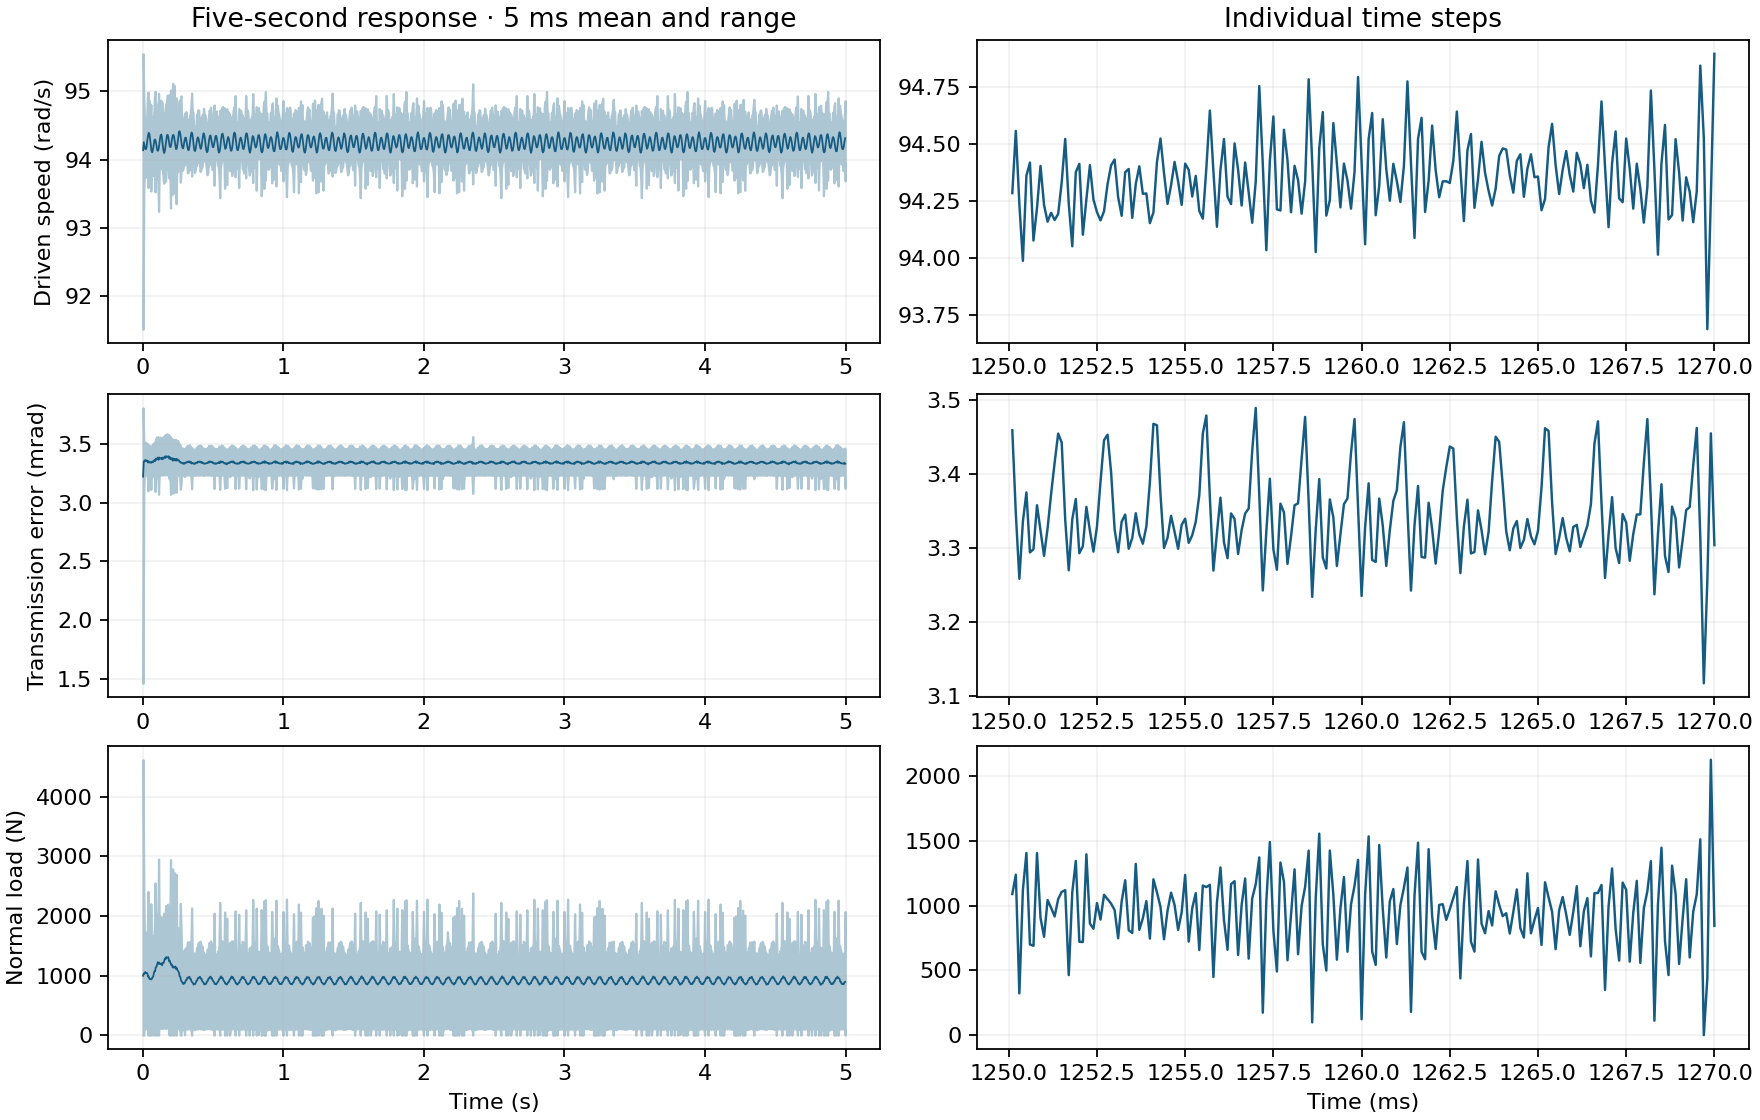 Five-second response · 5 ms mean and range
Individual time steps
Driven speed (rad/s)
95
94
93
92
0 1 2 3 4 5
94.75
94.50
94.25
94.00
93.75
1250.0 1252.5 1255.0 1257.5 1260.0 1262.5 1265.0 1267.5 1270.0
Transmission error (mrad)
3.5
3.0
2.5
2.0
1.5
0 1 2 3 4 5
3.5
3.4
3.3
3.2
3.1
1250.0 1252.5 1255.0 1257.5 1260.0 1262.5 1265.0 1267.5 1270.0
Normal load (N)
4000
3000
2000
1000
0
0 1 2 3 4 5
Time (s)
2000
1500
1000
500
0
1250.0 1252.5 1255.0 1257.5 1260.0 1262.5 1265.0 1267.5 1270.0
Time (ms)